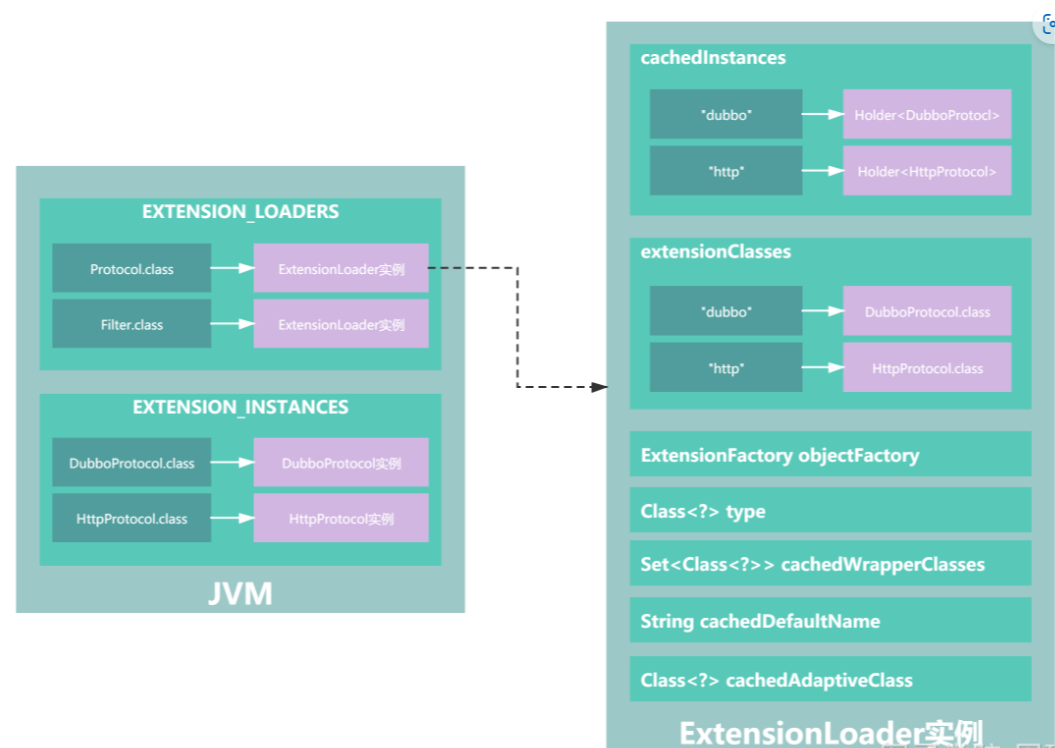 EXTENSION_LOADERS
Protocol.class
ExtensionLoader实例
Filter.class
ExtensionLoader实例
EXTENSION_INSTANCES
DubboProtocol.class
DubboProtocol实例
HttpProtocol.class
HttpProtocol实例
JVM
cachedInstances
"dubbo"
Holder<DubboProtocl>
"http"
Holder<HttpProtocol>
extensionClasses
"dubbo"
DubboProtocol.class
"http"
HttpProtocol.class
ExtensionFactory objectFactory
Class<?> type
Set<Class<?>> cachedWrapperClasses
String cachedDefaultName
Class<?> cachedAdaptiveClass
ExtensionLoader实例